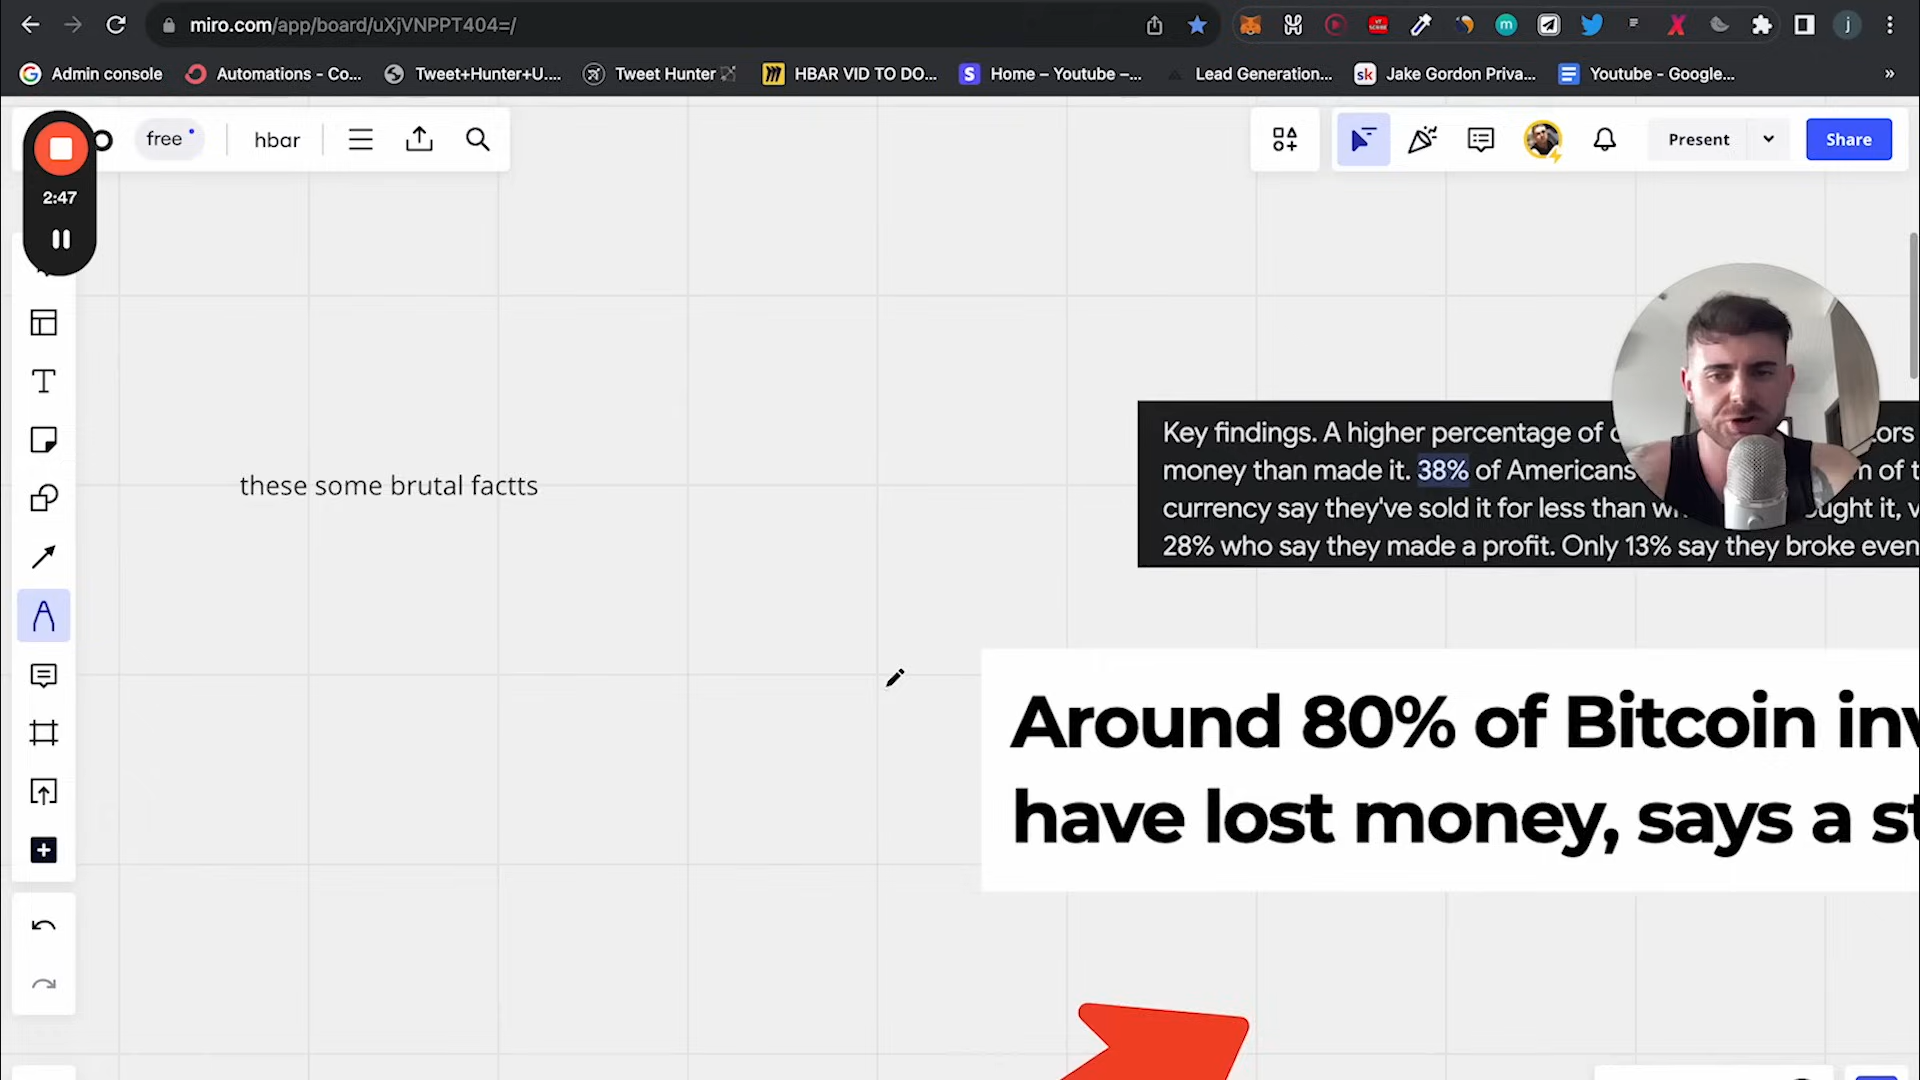 miro.com/app/board/uXjVNPPT404=/
Admin console
Automations - Co...
Tweet+Hunter+U....
Tweet Hunter
HBAR VID TO DO...
Home – Youtube –...
Lead Generation...
Jake Gordon Priva...
Youtube - Google...
»
free
hbar
Present
Share
2:47
these some brutal factts
Key findings. A higher percentage of
money than made it. 38% of Americans
currency say they've sold it for less than
28% who say they made a profit. Only 13% say they broke even
Around 80% of Bitcoin
have lost money, says a